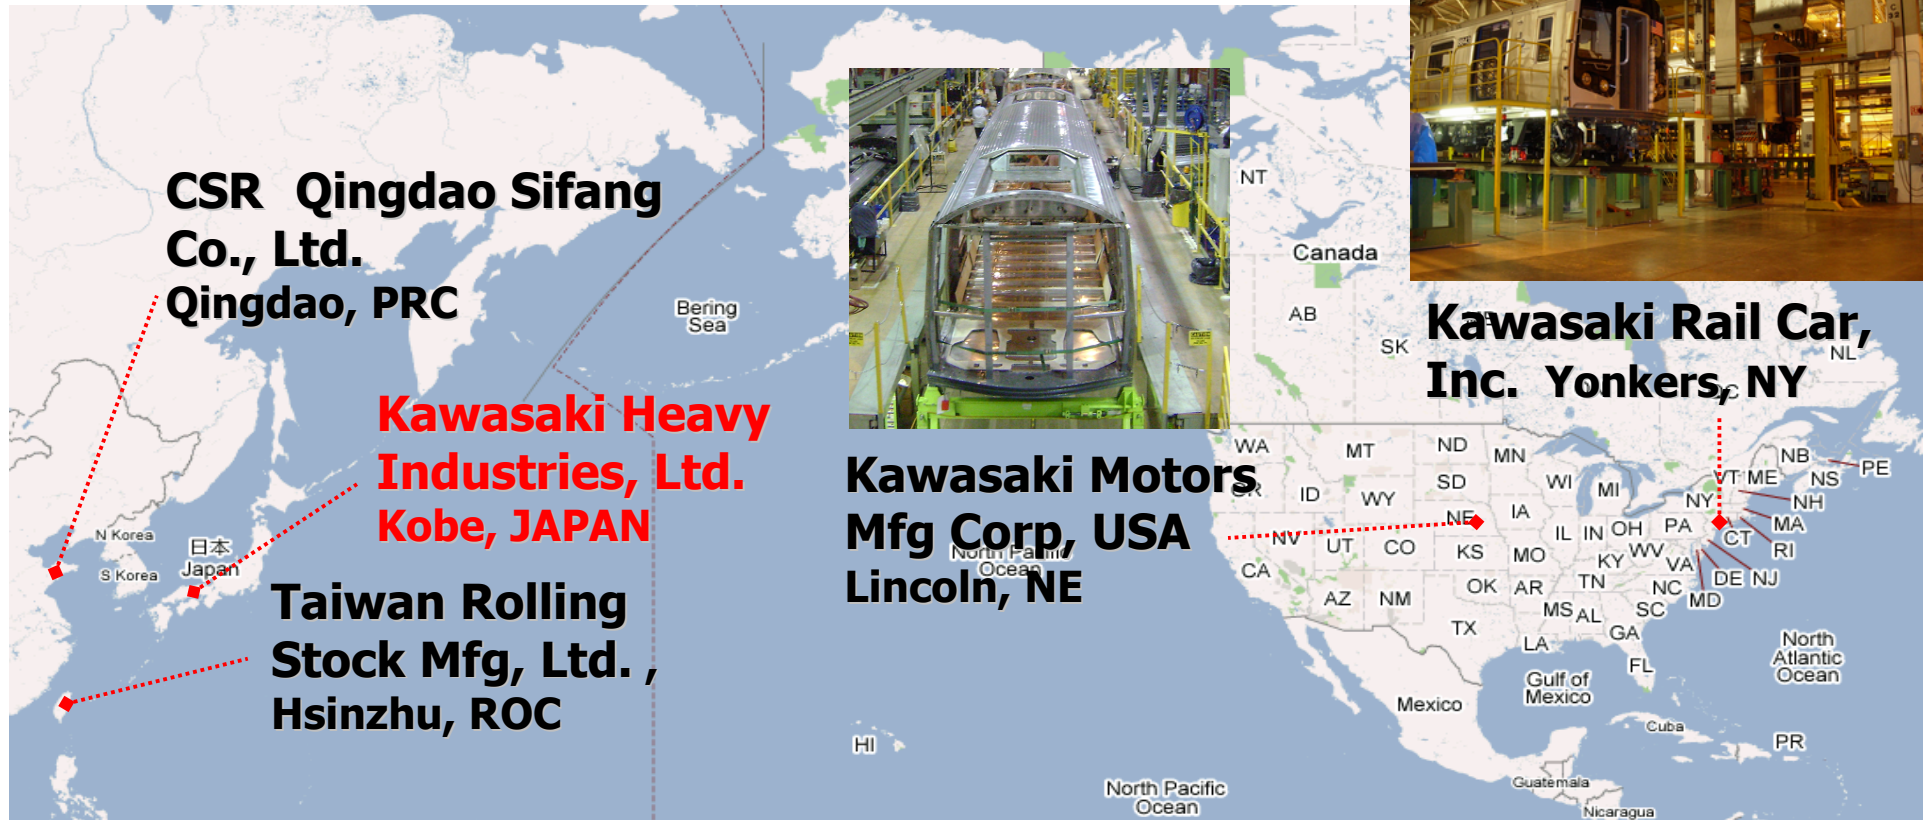 CSR Qingdao Sifang
Co., Ltd.
Qingdao, PRC
Kawasaki Heavy
Industries, Ltd.
Kobe, JAPAN
Taiwan Rolling
Stock Mfg, Ltd. ,
Hsinzhu, ROC
Kawasaki Motors
Mfg Corp, USA
Lincoln, NE
Kawasaki Rail Car,
Inc. Yonkers, NY
Bering
Sea
N Korea
S Korea
日本
Japan
North Pacific
Ocean
North Pacific
Ocean
HI
NT
Canada
AB
SK
NL
WA
MT
ND
MN
OR
ID
WY
SD
WI
MI
NB
PE
VT
ME
NS
NY
NH
NE
IA
MA
NV
UT
CO
KS
MO
IL
IN
OH
PA
CT
RI
CA
KY
WV
VA
DE
NJ
AZ
NM
OK
AR
TN
NC
MD
MS
AL
SC
TX
LA
GA
FL
North
Atlantic
Ocean
Gulf of
Mexico
Mexico
Cuba
PR
Guatemala
Nicaragua